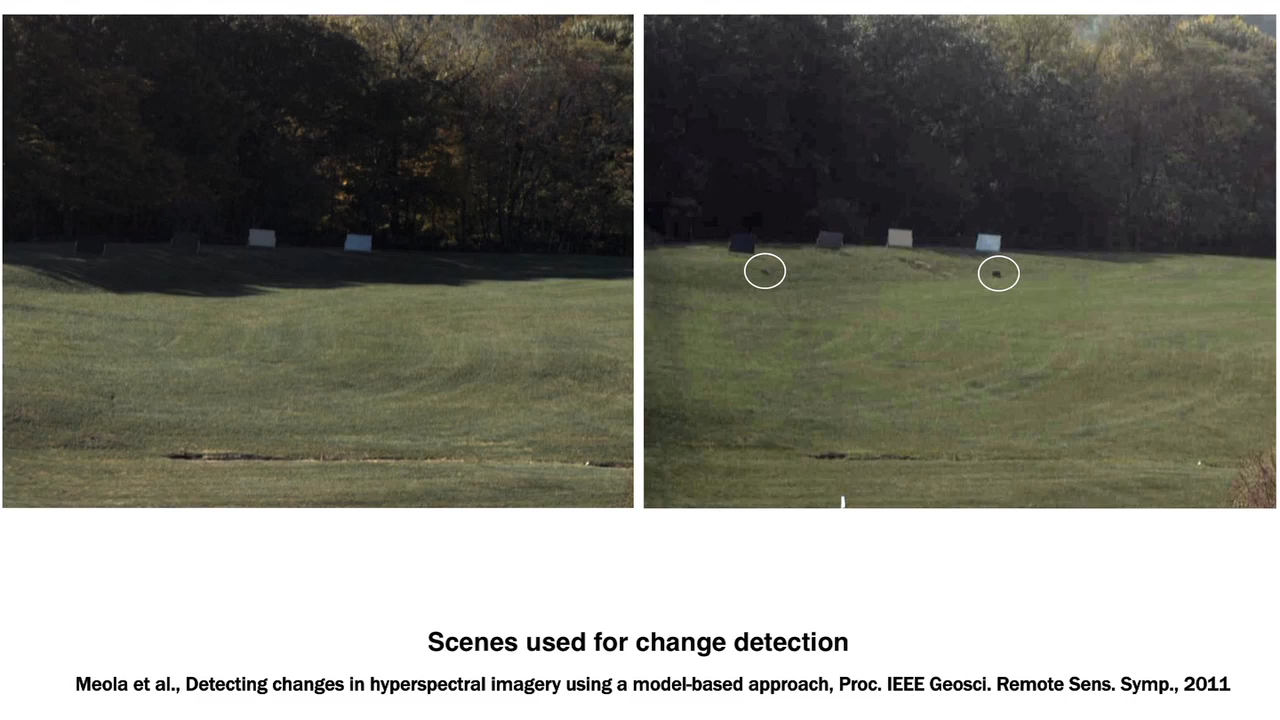 Scenes used for change detection
Meola et al., Detecting changes in hyperspectral imagery using a model-based approach, Proc. IEEE Geosci. Remote Sens. Symp., 2011